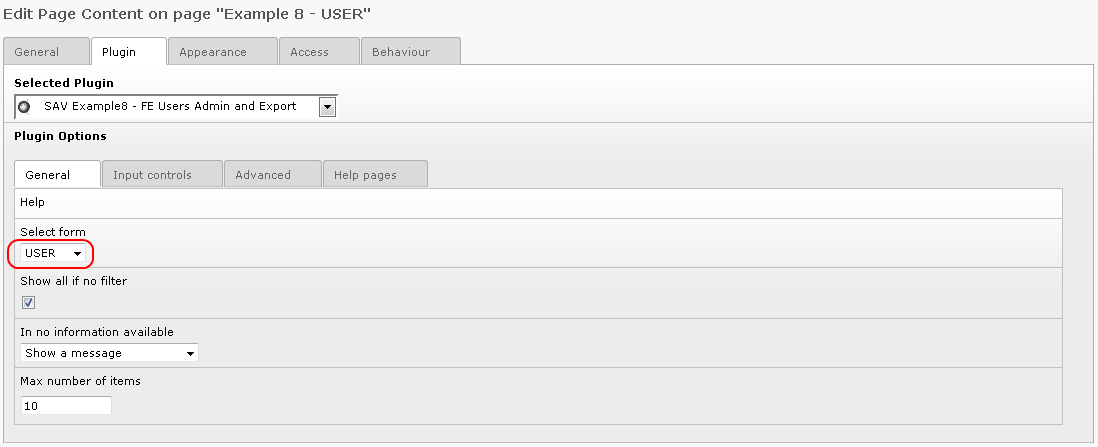 Edit Page Content on page "Example 8 - USER"
General Plugin Appearance Access Behaviour
Selected Plugin
SAV Example8 - FE Users Admin and Export
Plugin Options
General Input controls Advanced Help pages
Help
Select form
USER
Show all if no filter
In no information available
Show a message
Max number of items
10